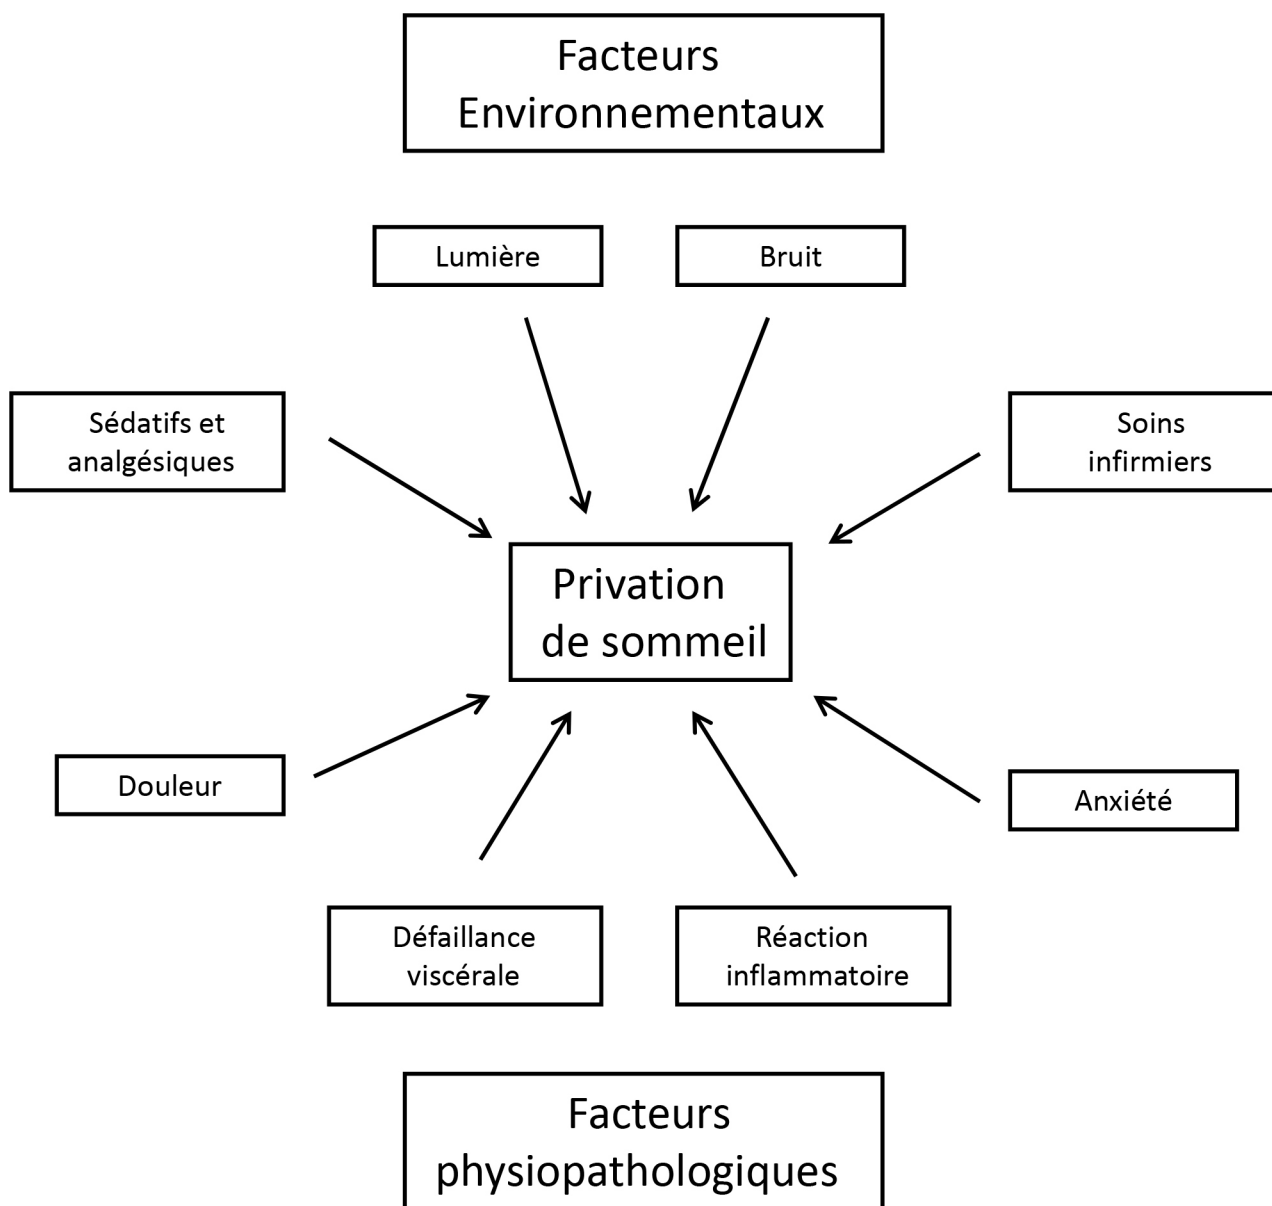 Facteurs
Environnementaux
Lumière
Bruit
Sédatifs et
analgésiques
Soins
infirmiers
Privation
de sommeil
Douleur
Anxiété
Défaillance
viscérale
Réaction
inflammatoire
Facteurs
physiopathologiques